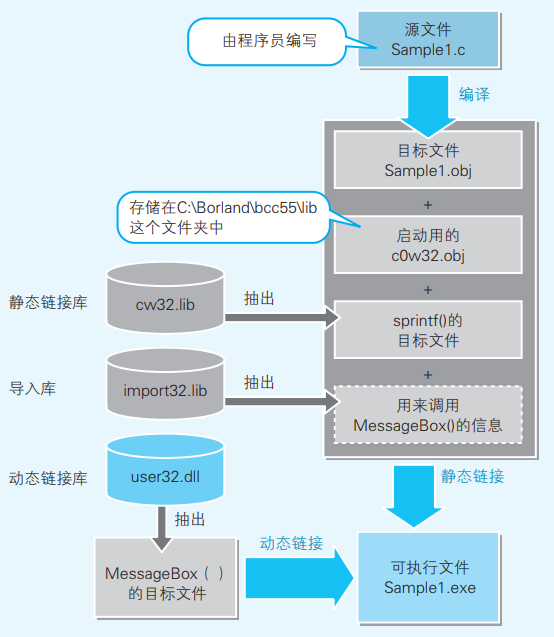 由程序员编写
源文件
Sample1.c
编译
目标文件
Sample1.obj
+
存储在C:\Borland\bcc55\lib
这个文件夹中
启动用的
c0w32.obj
+
静态链接库
cw32.lib
抽出
sprintf()的
目标文件
+
导入库
import32.lib
抽出
用来调用
MessageBox()的信息
动态链接库
user32.dll
静态链接
抽出
MessageBox（ ）
的目标文件
动态链接
可执行文件
Sample1.exe